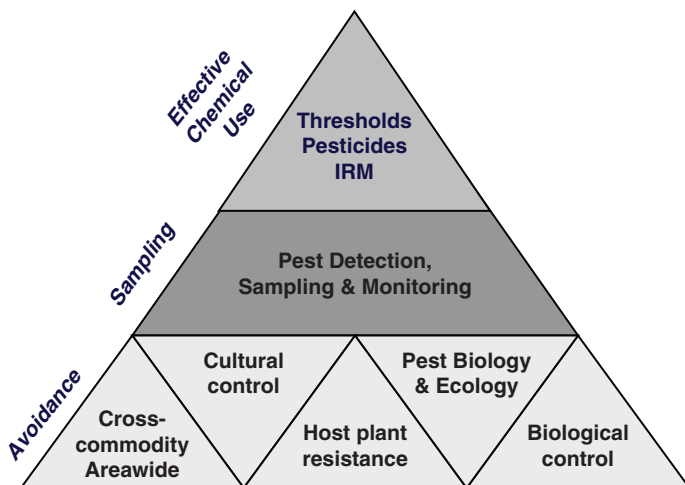 Effective
Chemical
Use
Thresholds
Pesticides
IRM
Sampling
Pest Detection,
Sampling & Monitoring
Avoidance
Cultural
control
Pest Biology
& Ecology
Cross-
commodity
Areawide
Host plant
resistance
Biological
control